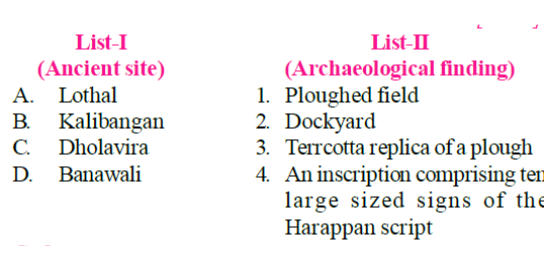 List-I
(Ancient site)
A. Lothal
B. Kalibangan
C. Dholavira
D. Banawali
List-II
(Archaeological finding)
1. Ploughed field
2. Dockyard
3. Terrcotta replica of a plough
4. An inscription comprising ten
large sized signs of the
Harappan script